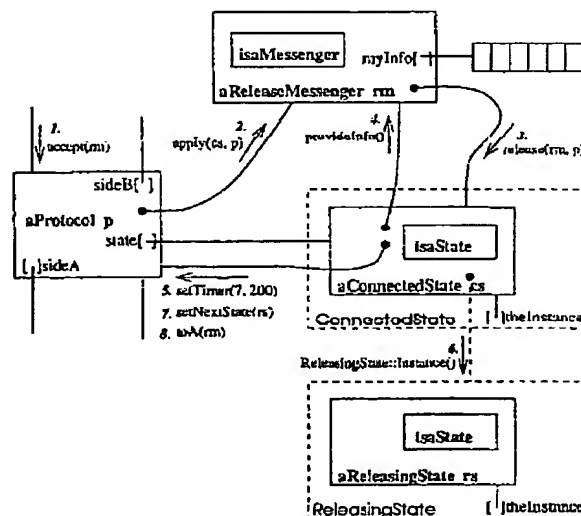 isaMessenger
myInfo[ ]
aReleaseMessenger rm
1.
accept(rm)
2.
apply(cs, p)
4.
provideInfo()
3.
release(rm, p)
sideB[ ]
aProtocol p
state[ ]
[ ]sideA
isaState
aConnectedState cs
ConnectedState
[ ]theInstance
5. setTimer(7, 200)
7. setNextState(rs)
8. toA(rm)
6.
ReleasingState::Instance()
isaState
aReleasingState rs
ReleasingState
[ ]theInstance